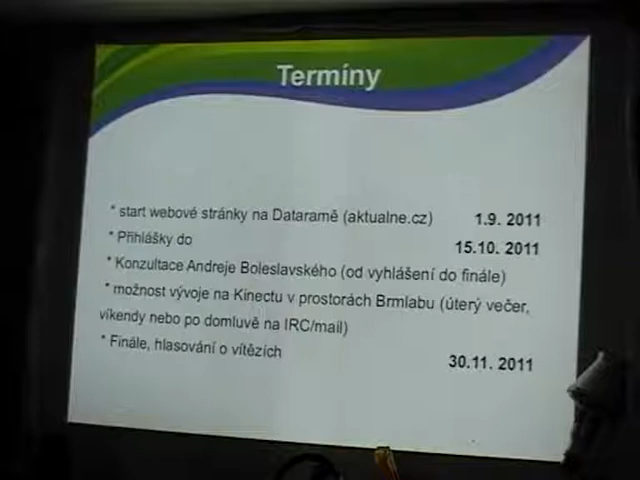 Termíny
* start webové stránky na Dataramě (aktualne.cz) 1.9. 2011
* Přihlášky do 15.10. 2011
* Konzultace Andreje Boleslavského (od vyhlášení do finále)
* možnost vývoje na Kinectu v prostorách Brmlabu (úterý večer,
víkendy nebo po domluvě na IRC/mail)
* Finále, hlasování o vítězích 30.11. 2011